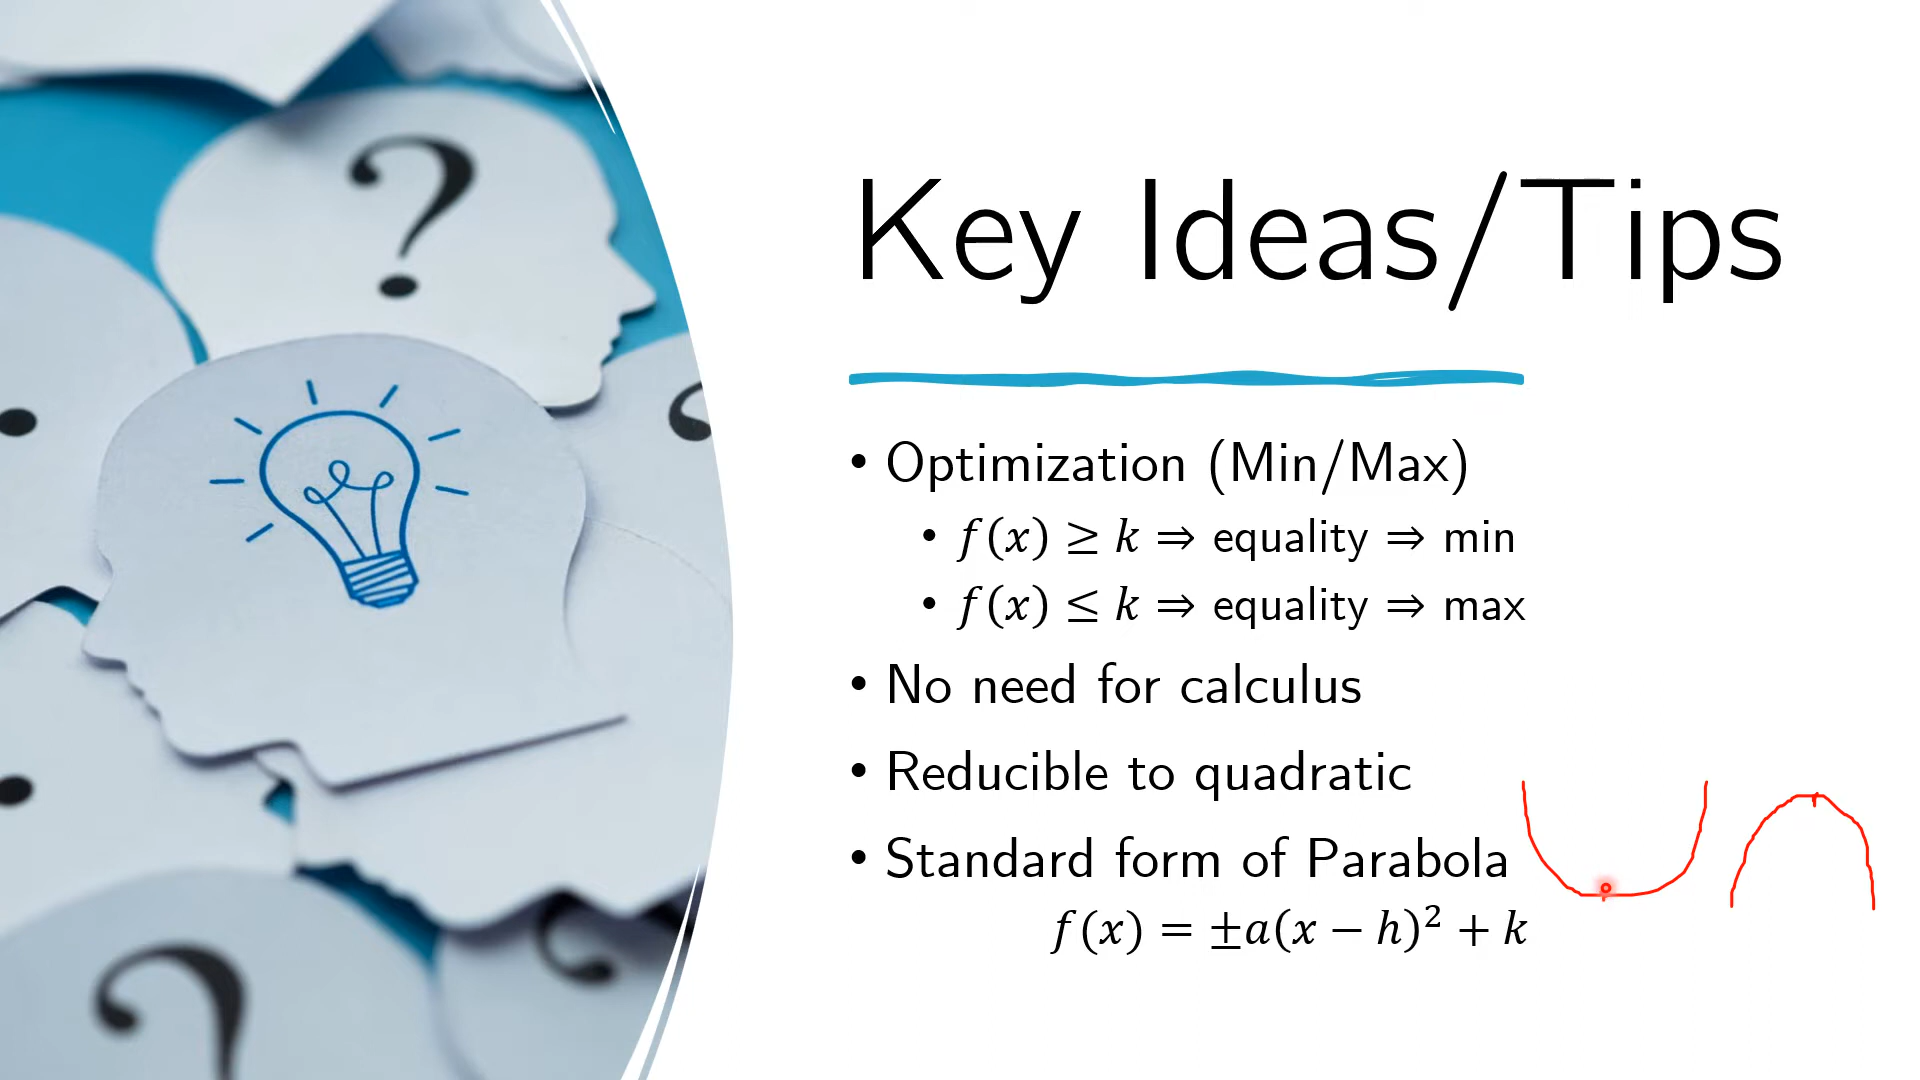 ?
Key Ideas/Tips
• Optimization (Min/Max)
• f(x) ≥ k ⇒ equality ⇒ min
• f(x) ≤ k ⇒ equality ⇒ max
• No need for calculus
• Reducible to quadratic
• Standard form of Parabola
f(x) = ±a(x − h)² + k